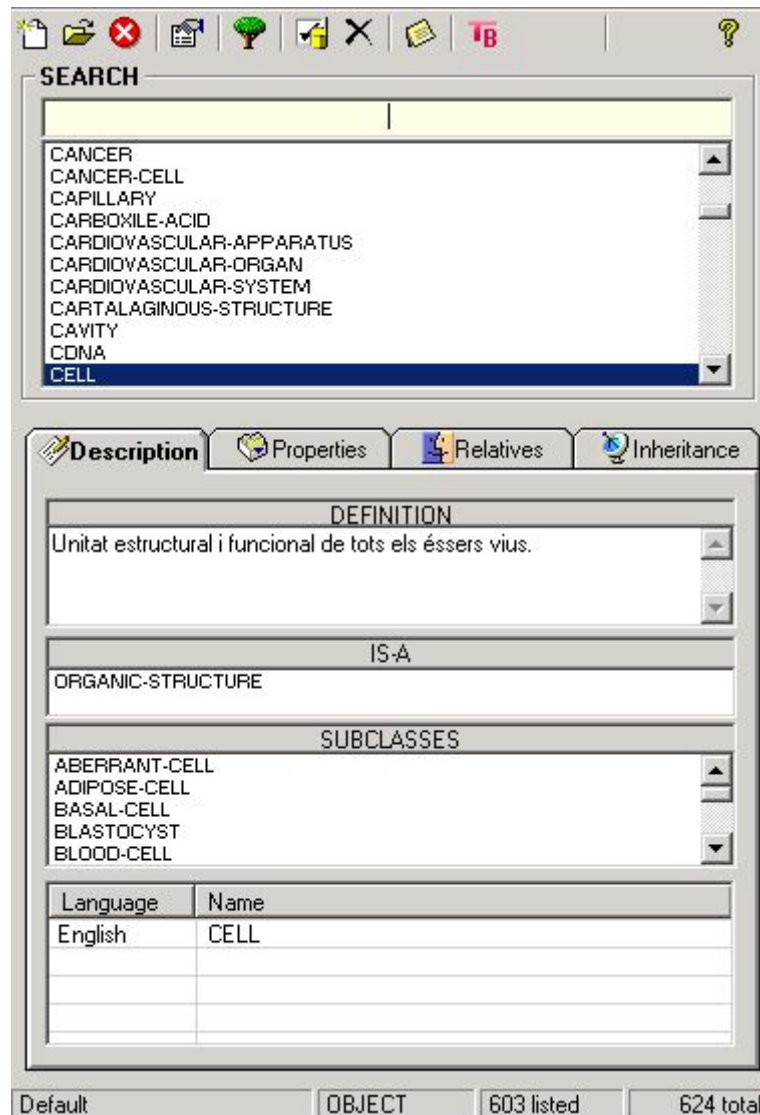 TB
SEARCH
CANCER
CANCER-CELL
CAPILLARY
CARBOXILE-ACID
CARDIOVASCULAR-APPARATUS
CARDIOVASCULAR-ORGAN
CARDIOVASCULAR-SYSTEM
CARTALAGINOUS-STRUCTURE
CAVITY
CDNA
CELL
Description Properties Relatives Inheritance
DEFINITION
Unitat estructural i funcional de tots els éssers vius.
IS-A
ORGANIC-STRUCTURE
SUBCLASSES
ABERRANT-CELL
ADIPOSE-CELL
BASAL-CELL
BLASTOCYST
BLOOD-CELL
Language Name
English CELL
Default OBJECT 603 listed 624 total